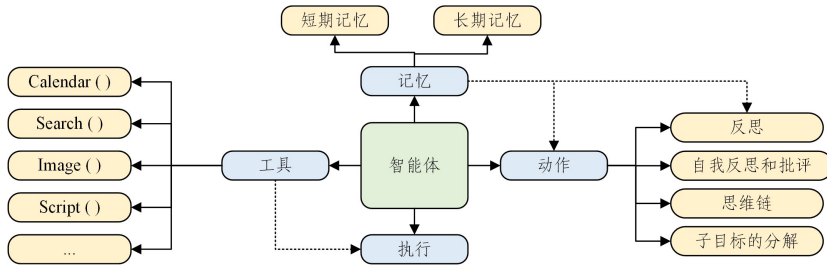 短期记忆
长期记忆
记忆
Calendar ( )
Search ( )
Image ( )
Script ( )
...
工具
智能体
动作
执行
反思
自我反思和批评
思维链
子目标的分解